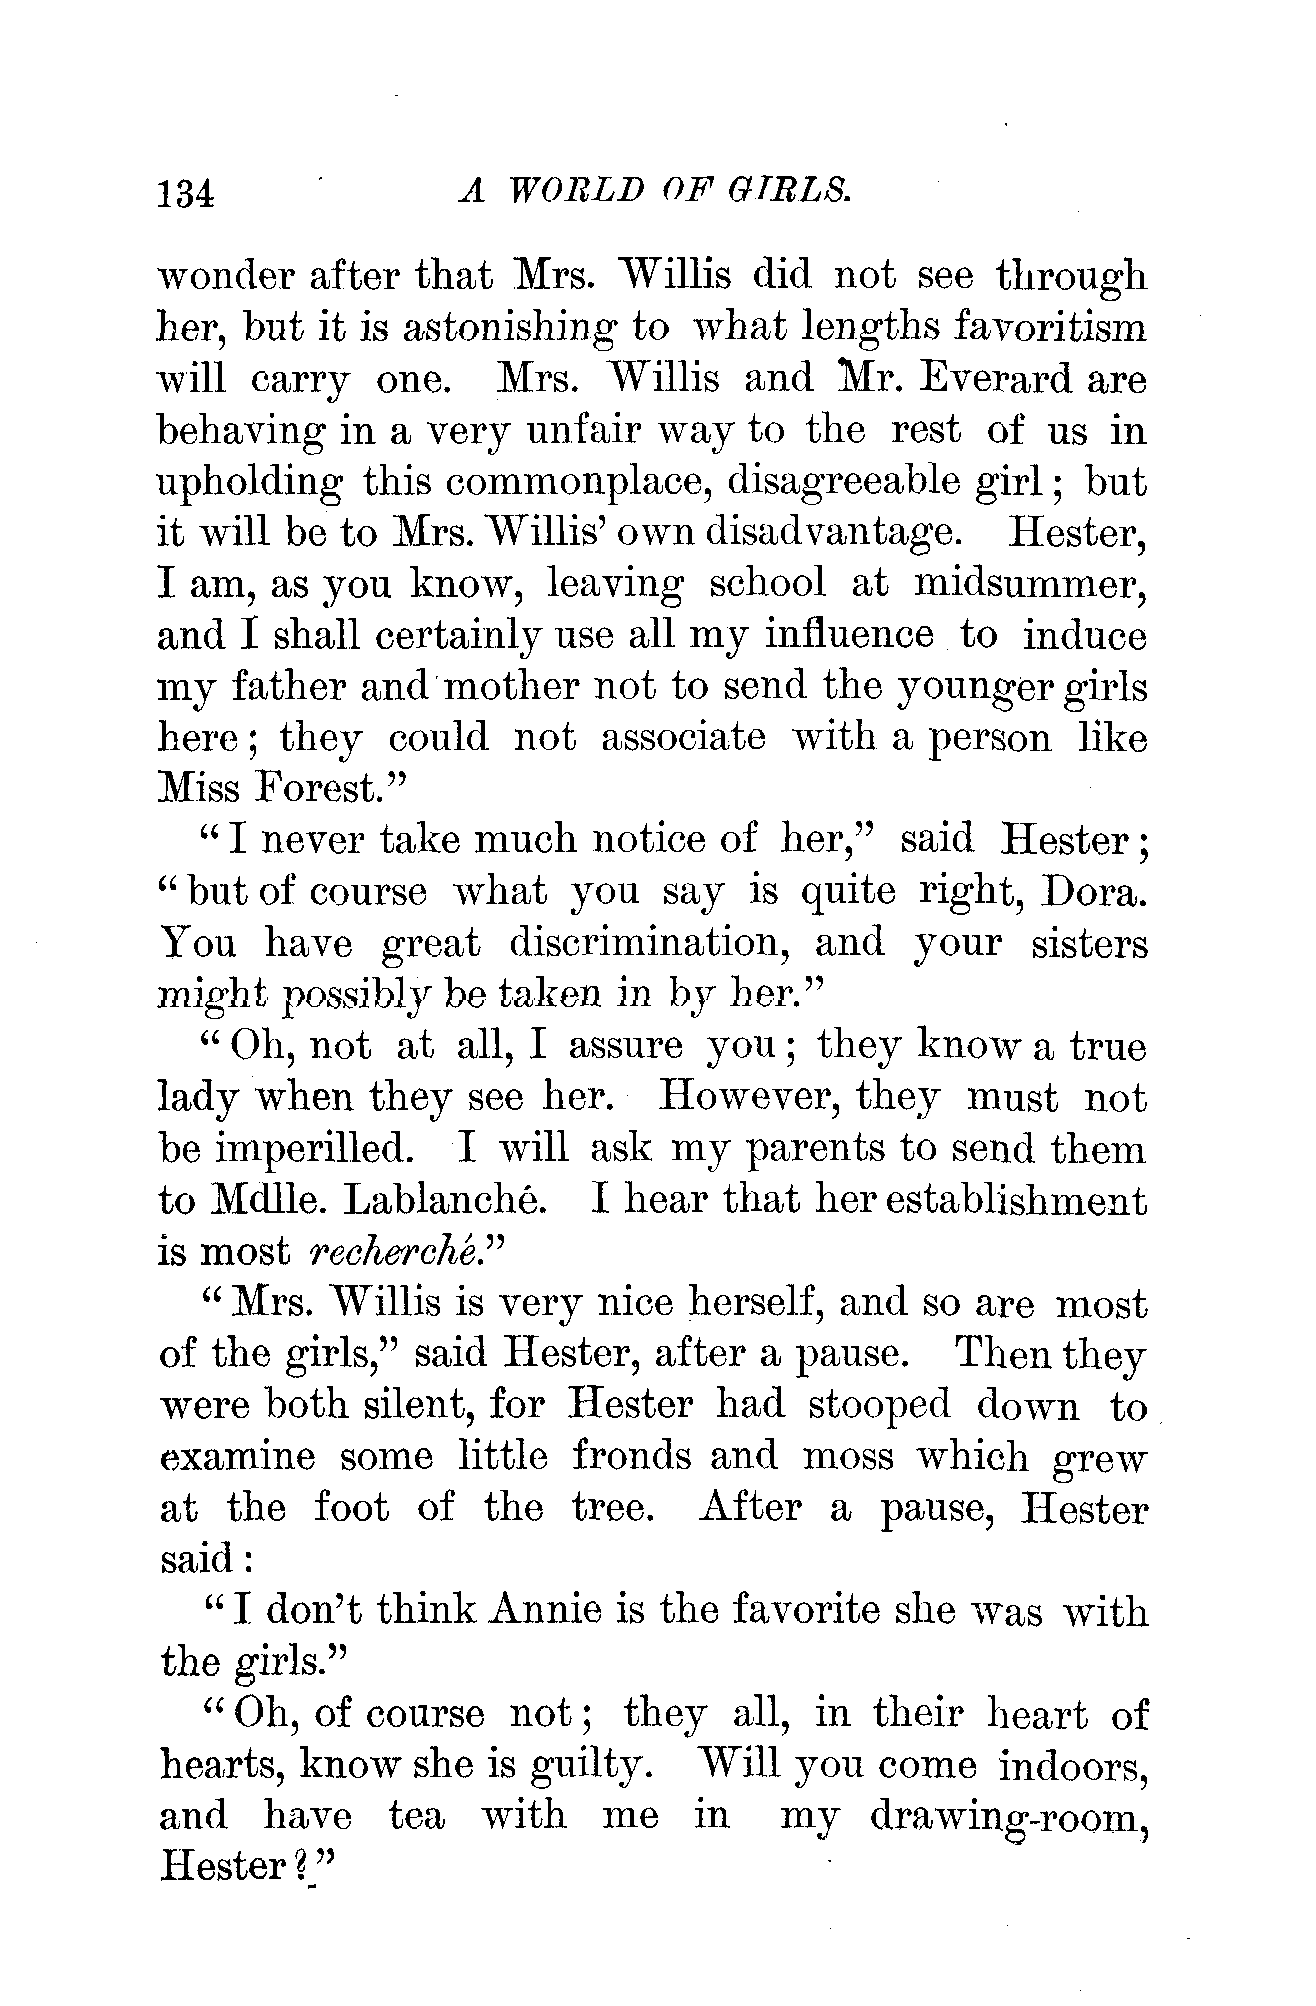 134 A WORLD OF GIRLS.
wonder after that Mrs. Willis did not see through
her, but it is astonishing to what lengths favoritism
will carry one. Mrs. Willis and Mr. Everard are
behaving in a very unfair way to the rest of us in
upholding this commonplace, disagreeable girl; but
it will be to Mrs. Willis' own disadvantage. Hester,
I am, as you know, leaving school at midsummer,
and I shall certainly use all my influence to induce
my father and mother not to send the younger girls
here; they could not associate with a person like
Miss Forest."
"I never take much notice of her," said Hester;
"but of course what you say is quite right, Dora.
You have great discrimination, and your sisters
might possibly be taken in by her."
"Oh, not at all, I assure you; they know a true
lady when they see her. However, they must not
be imperilled. I will ask my parents to send them
to Mdlle. Lablanché. I hear that her establishment
is most recherché."
"Mrs. Willis is very nice herself, and so are most
of the girls," said Hester, after a pause. Then they
were both silent, for Hester had stooped down to
examine some little fronds and moss which grew
at the foot of the tree. After a pause, Hester
said:
"I don't think Annie is the favorite she was with
the girls."
"Oh, of course not; they all, in their heart of
hearts, know she is guilty. Will you come indoors,
and have tea with me in my drawing-room,
Hester?"